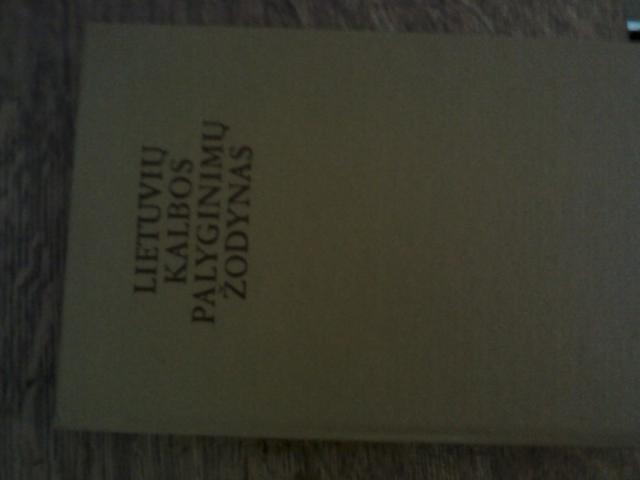 LIETUVIŲ
KALBOS
PALYGINIMŲ
ŽODYNAS